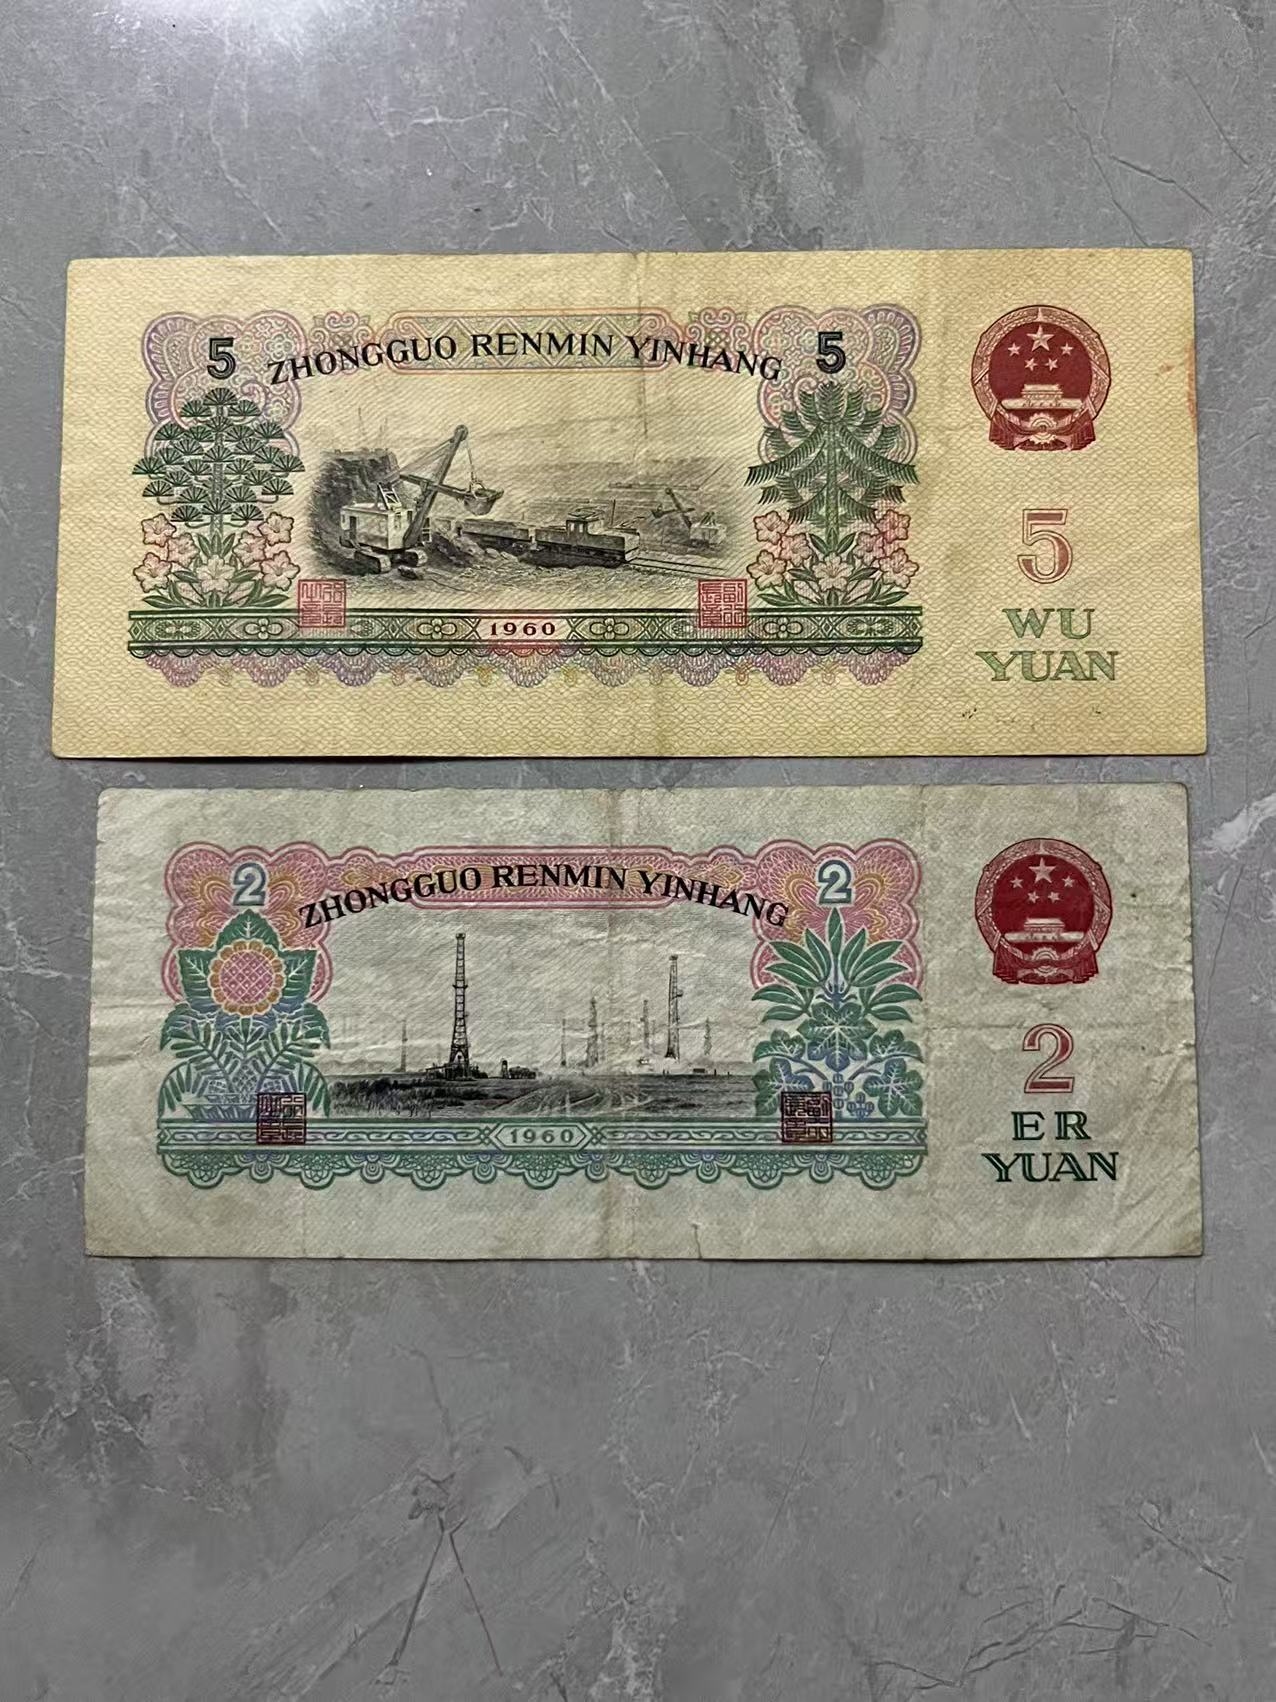 5 ZHONGGUO RENMIN YINHANG 5
5
WU
YUAN
1960
2 ZHONGGUO RENMIN YINHANG 2
2
ER
YUAN
1960